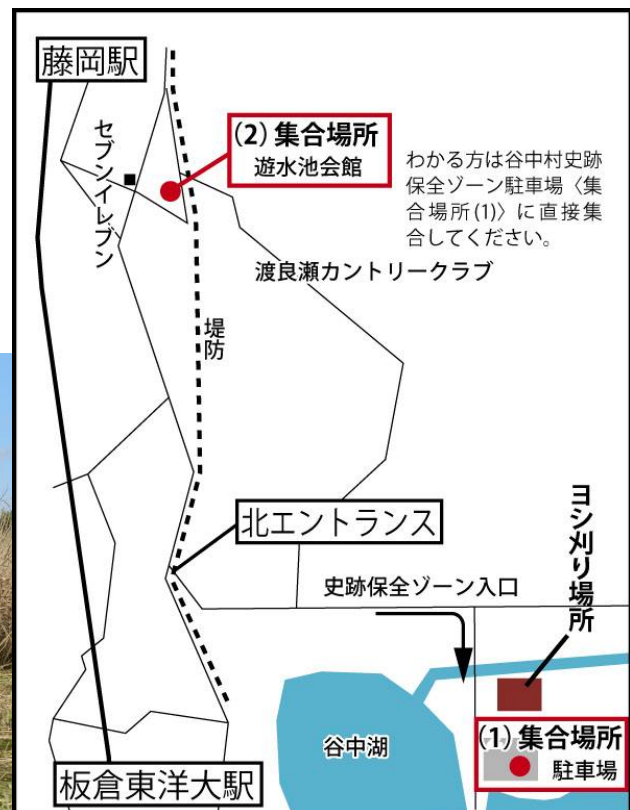 藤岡駅
セブンイレブン
(2) 集合場所
遊水池会館
わかる方は谷中村史跡
保全ゾーン駐車場〈集
合場所(1)〉に直接集
合してください。
渡良瀬カントリークラブ
堤防
北エントランス
史跡保全ゾーン入口
ヨシ刈り場所
谷中湖
(1) 集合場所
駐車場
板倉東洋大駅